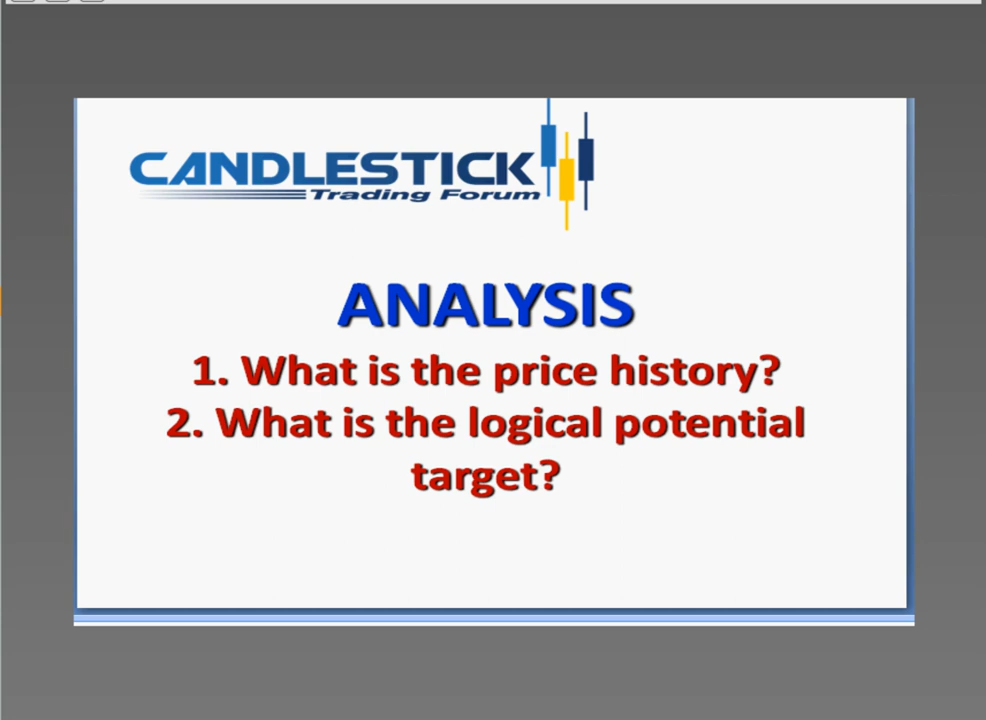 CANDLESTICK
Trading Forum
ANALYSIS
1. What is the price history?
2. What is the logical potential
target?